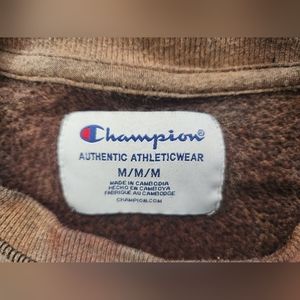 Champion®
AUTHENTIC ATHLETICWEAR
M/M/M
MADE IN CAMBODIA
HECHO EN CAMBOYA
FABRIQUÉ AU CAMBODGE
CHAMPION.COM